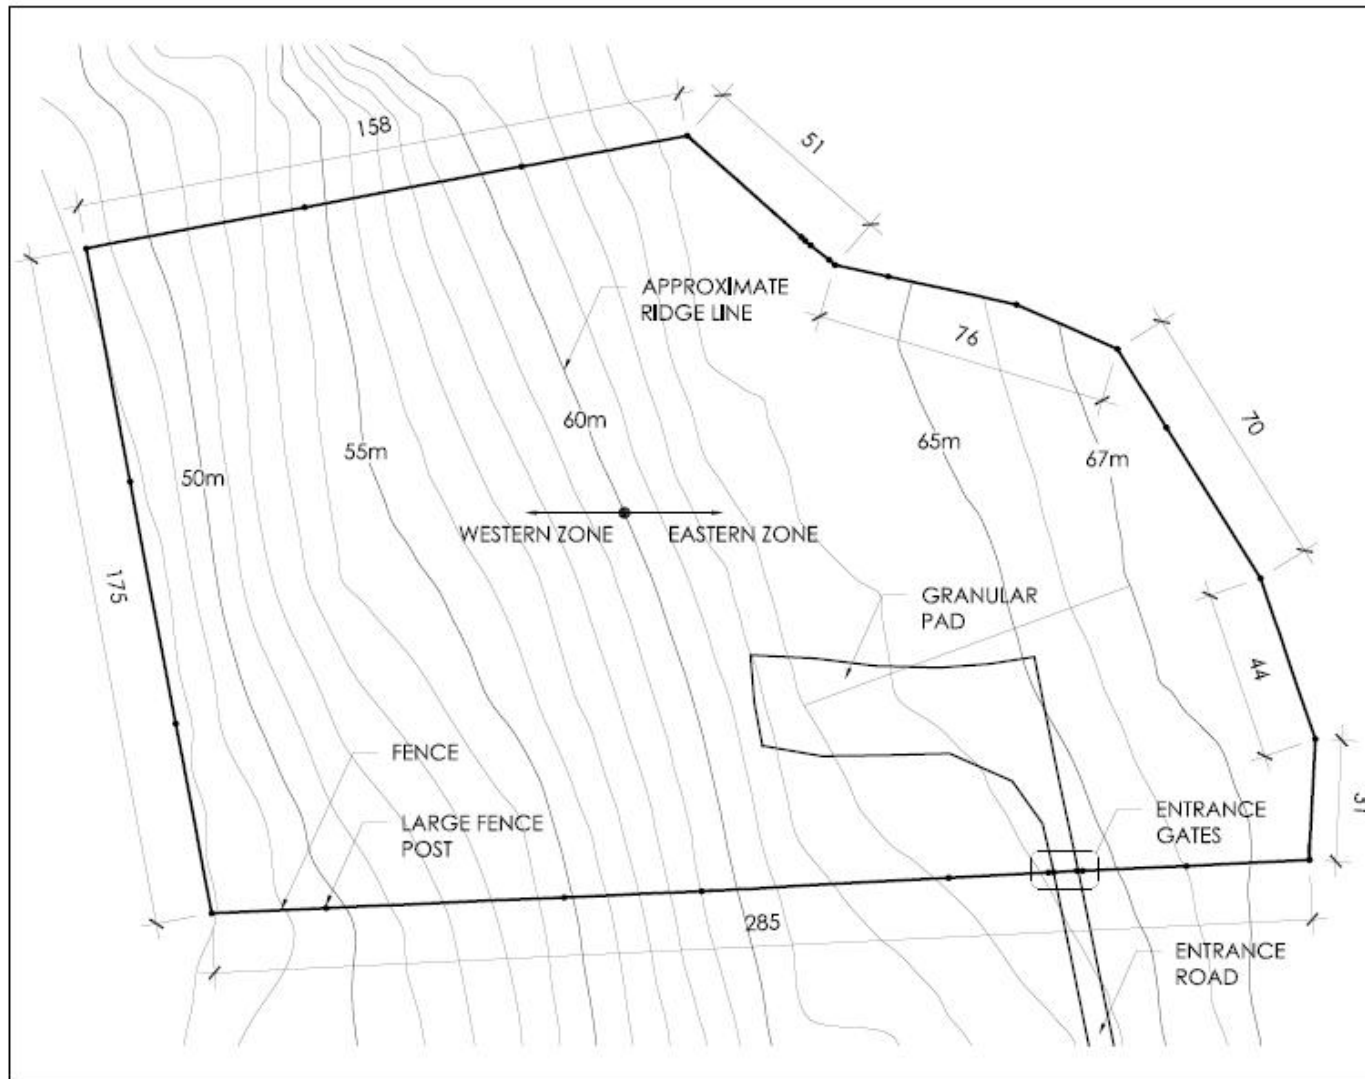 158
51
APPROXIMATE
RIDGE LINE
76
70
60m
65m
55m
67m
50m
WESTERN ZONE
EASTERN ZONE
175
GRANULAR
PAD
44
FENCE
ENTRANCE
GATES
LARGE FENCE
POST
285
ENTRANCE
ROAD